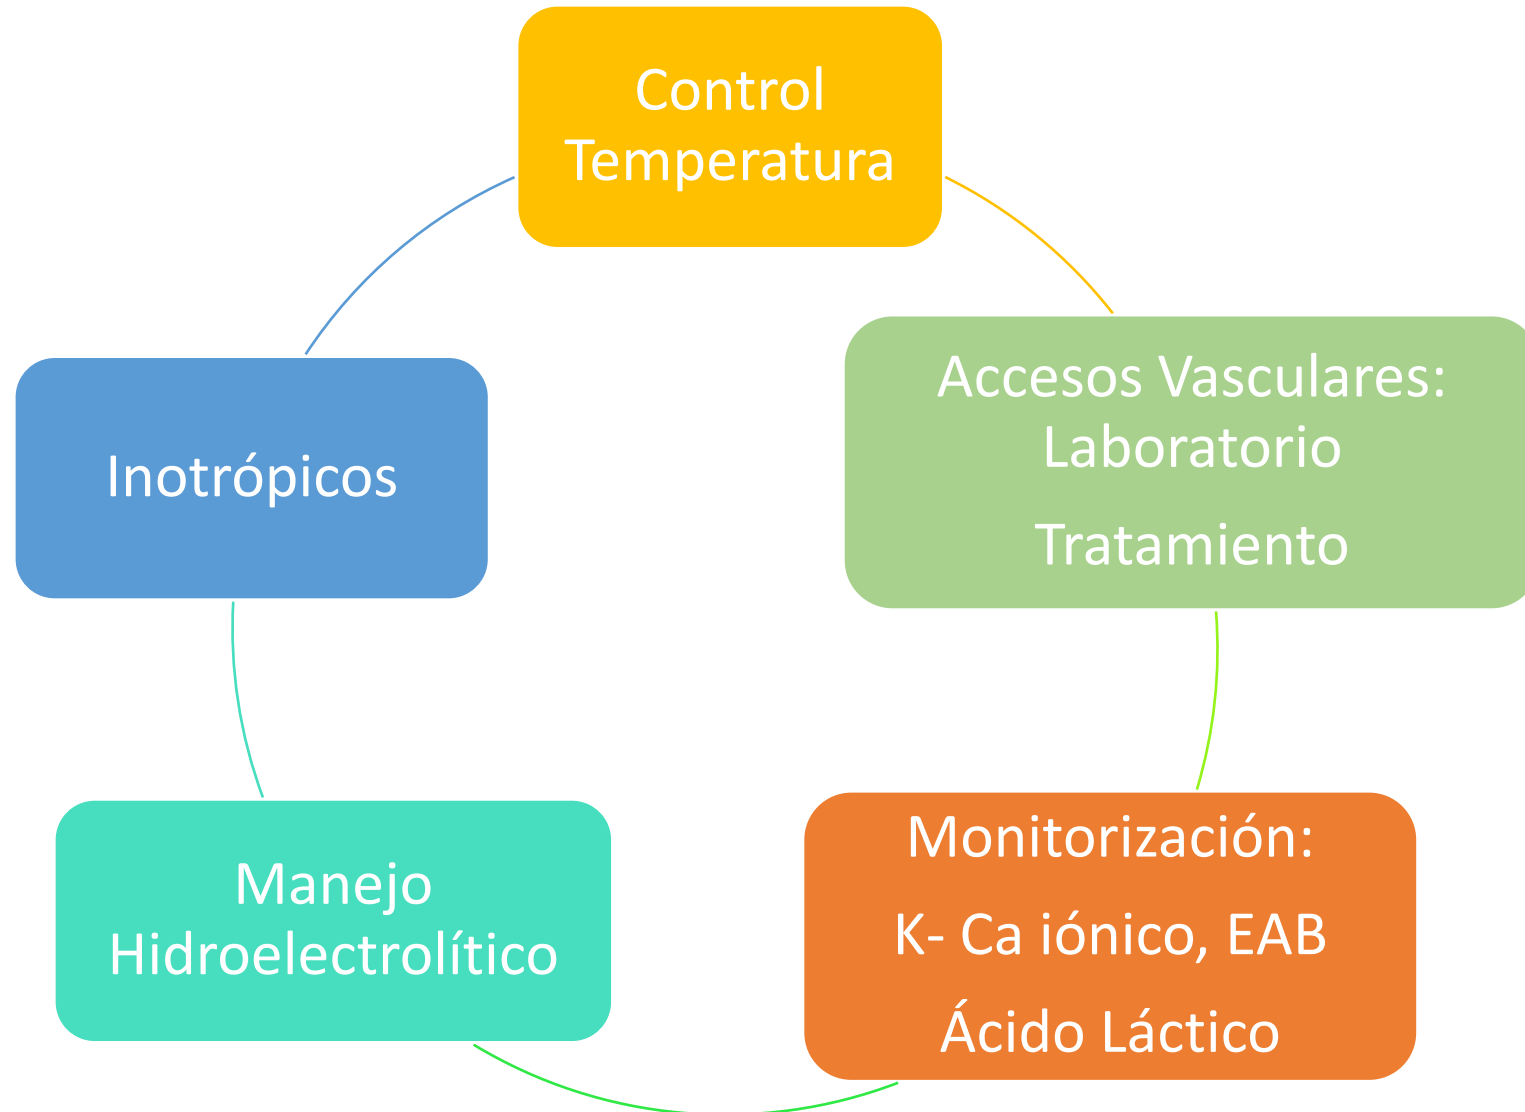 Control
Temperatura
Accesos Vasculares:
Laboratorio
Tratamiento
Monitorización:
K- Ca iónico, EAB
Ácido Láctico
Manejo
Hidroelectrolítico
Inotrópicos